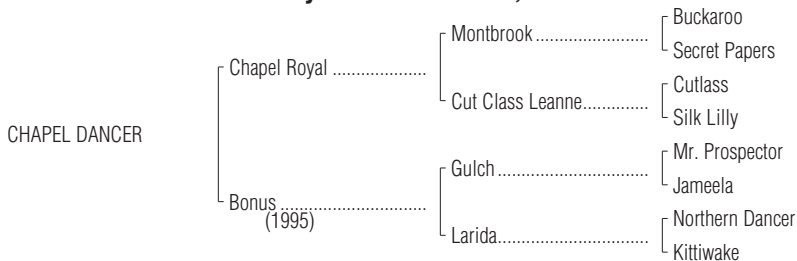 Buckaroo
Montbrook
Secret Papers
Chapel Royal
Cutlass
Cut Class Leanne
Silk Lilly
CHAPEL DANCER
Mr. Prospector
Gulch
Jameela
Bonus
(1995)
Northern Dancer
Larida
Kittiwake